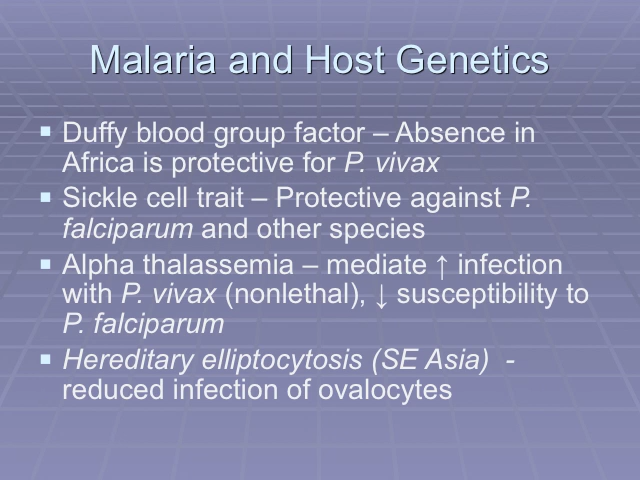 Malaria and Host Genetics
▪ Duffy blood group factor – Absence in
Africa is protective for P. vivax
▪ Sickle cell trait – Protective against P.
falciparum and other species
▪ Alpha thalassemia – mediate ↑ infection
with P. vivax (nonlethal), ↓ susceptibility to
P. falciparum
▪ Hereditary elliptocytosis (SE Asia)  -
reduced infection of ovalocytes